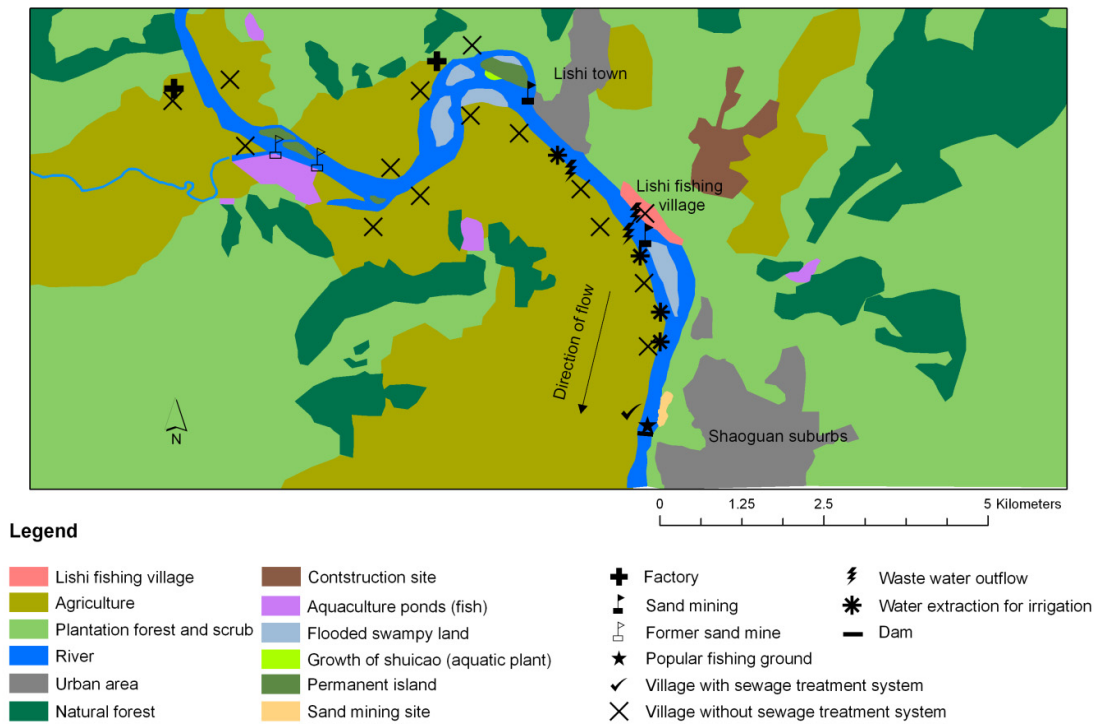 Lishi town
Lishi fishing
village
Direction of flow
N
Shaoguan suburbs
0 1.25 2.5 5 Kilometers
Legend
Lishi fishing village
Agriculture
Plantation forest and scrub
River
Urban area
Natural forest
Contstruction site
Aquaculture ponds (fish)
Flooded swampy land
Growth of shuicao (aquatic plant)
Permanent island
Sand mining site
Factory
Sand mining
Former sand mine
Popular fishing ground
Village with sewage treatment system
Village without sewage treatment system
Waste water outflow
Water extraction for irrigation
Dam